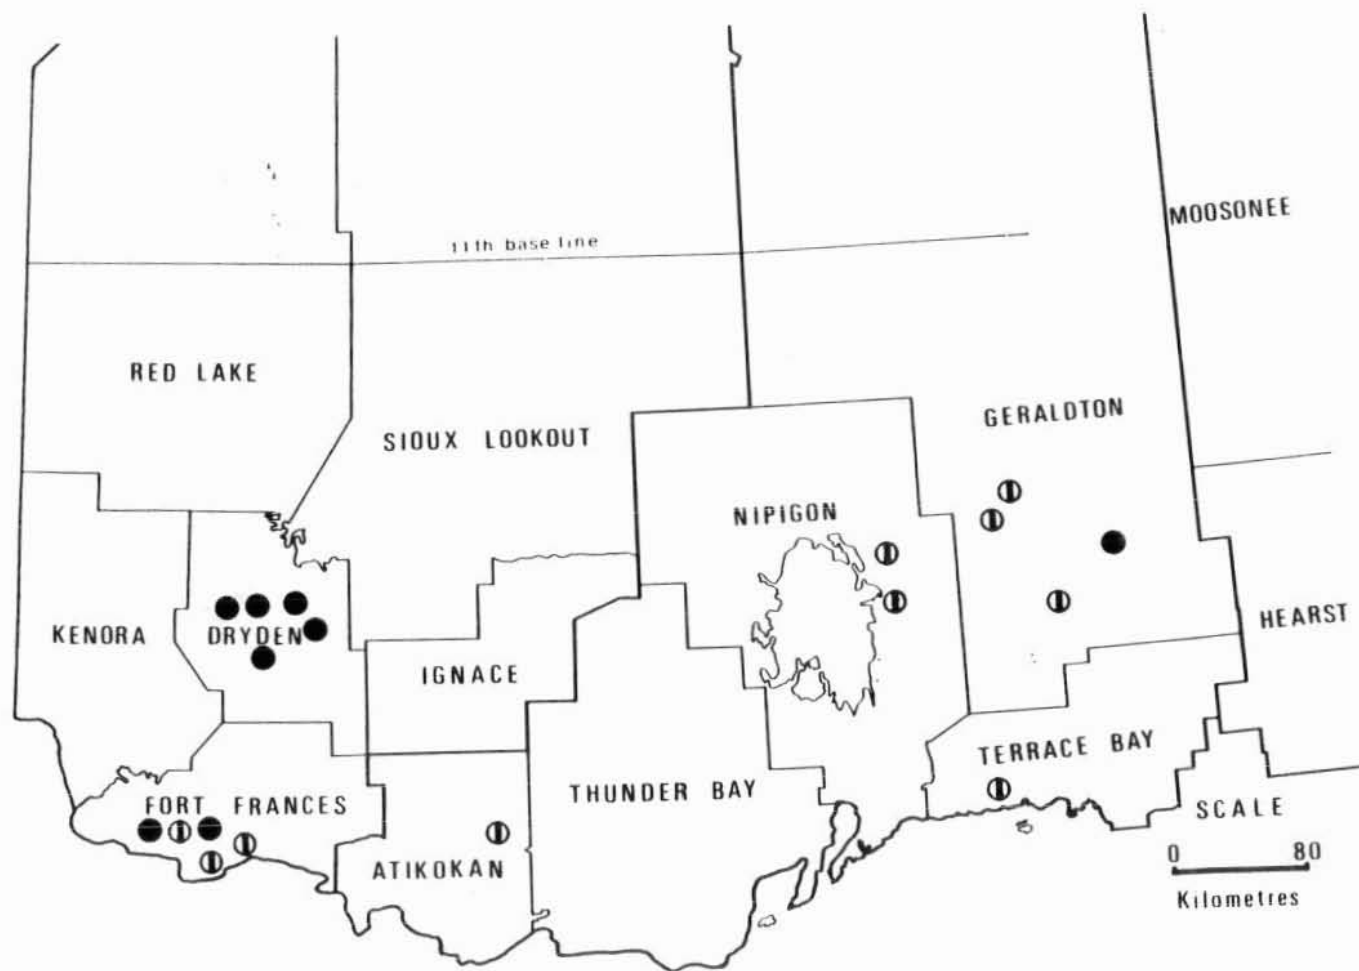 MOOSONEE
11th base line
RED LAKE
GERALDTON
SIOUX LOOKOUT
NIPIGON
HEARST
KENORA
DRYDEN
IGNACE
TERRACE BAY
THUNDER BAY
FORT FRANCES
SCALE
ATIKOKAN
0 80
Kilometres